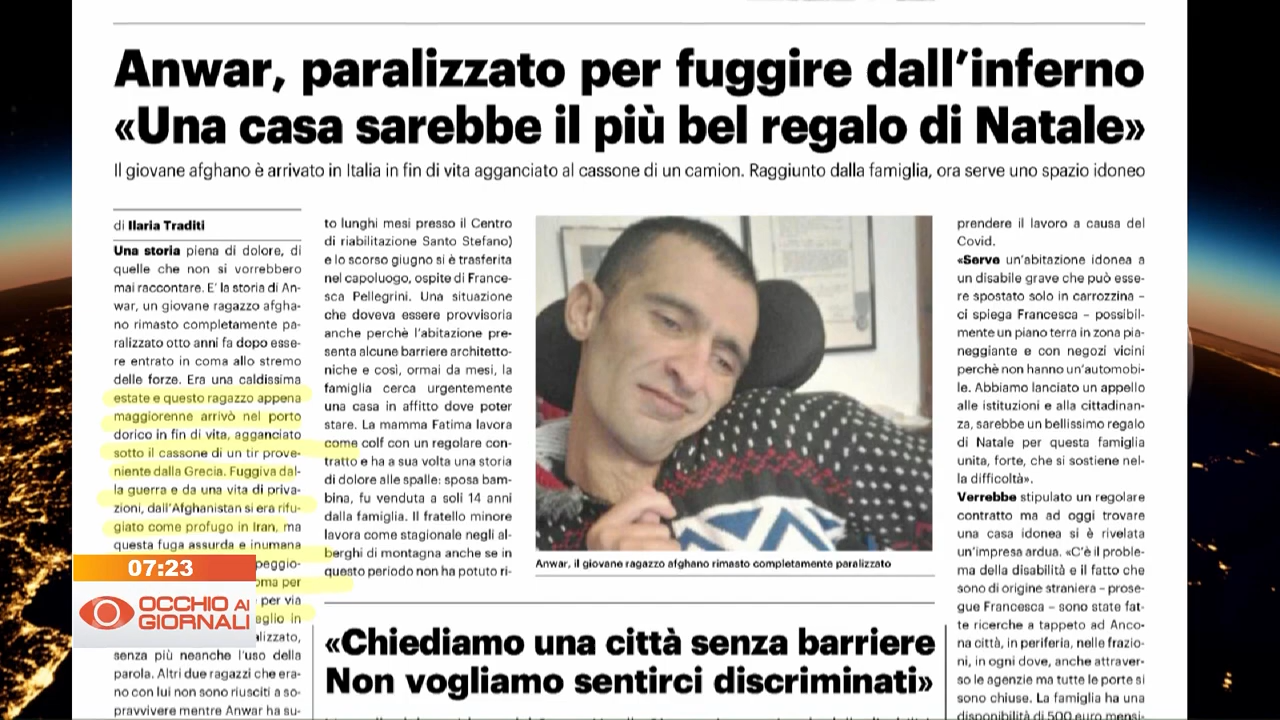 Anwar, paralizzato per fuggire dall'inferno
«Una casa sarebbe il più bel regalo di Natale»
Il giovane afghano è arrivato in Italia in fin di vita agganciato al cassone di un camion. Raggiunto dalla famiglia, ora serve uno spazio idoneo
di Ilaria Traditi
Una storia piena di dolore, di
quelle che non si vorrebbero
mai raccontare. E' la storia di An-
war, un giovane ragazzo afgha-
no rimasto completamente pa-
ralizzato otto anni fa dopo esse-
re entrato in coma allo stremo
delle forze. Era una caldissima
estate e questo ragazzo appena
maggiorenne arrivò nel porto
dorico in fin di vita, agganciato
sotto il cassone di un tir prove-
niente dalla Grecia. Fuggiva dal-
la guerra e da una vita di priva-
zioni, dall'Afghanistan si era rifu-
giato come profugo in Iran, ma
questa fuga assurda e inumana
peggio-
oma per
per via
eglio in
alizzato,
senza più neanche l'uso della
parola. Altri due ragazzi che era-
no con lui non sono riusciti a so-
pravvivere mentre Anwar ha su-
to lunghi mesi presso il Centro
di riabilitazione Santo Stefano)
e lo scorso giugno si è trasferita
nel capoluogo, ospite di France-
sca Pellegrini. Una situazione
che doveva essere provvisoria
anche perchè l'abitazione pre-
senta alcune barriere architetto-
niche e così, ormai da mesi, la
famiglia cerca urgentemente
una casa in affitto dove poter
stare. La mamma Fatima lavora
come colf con un regolare con-
tratto e ha a sua volta una storia
di dolore alle spalle: sposa bam-
bina, fu venduta a soli 14 anni
dalla famiglia. Il fratello minore
lavora come stagionale negli al-
berghi di montagna anche se in
questo periodo non ha potuto ri-
Anwar, il giovane ragazzo afghano rimasto completamente paralizzato
prendere il lavoro a causa del
Covid.
«Serve un'abitazione idonea a
un disabile grave che può esse-
re spostato solo in carrozzina –
ci spiega Francesca – possibil-
mente un piano terra in zona pia-
neggiante e con negozi vicini
perchè non hanno un'automobi-
le. Abbiamo lanciato un appello
alle istituzioni e alla cittadinan-
za, sarebbe un bellissimo regalo
di Natale per questa famiglia
unita, forte, che si sostiene nel-
la difficoltà».
Verrebbe stipulato un regolare
contratto ma ad oggi trovare
una casa idonea si è rivelata
un'impresa ardua. «C'è il proble-
ma della disabilità e il fatto che
sono di origine straniera – prose-
gue Francesca – sono state fat-
te ricerche a tappeto ad Anco-
na città, in periferia, nelle frazio-
ni, in ogni dove, anche attraver-
so le agenzie ma tutte le porte si
sono chiuse. La famiglia ha una
disponibilità di 500 euro mensi-
«Chiediamo una città senza barriere
Non vogliamo sentirci discriminati»
07:23
OCCHIO AI
GIORNALI